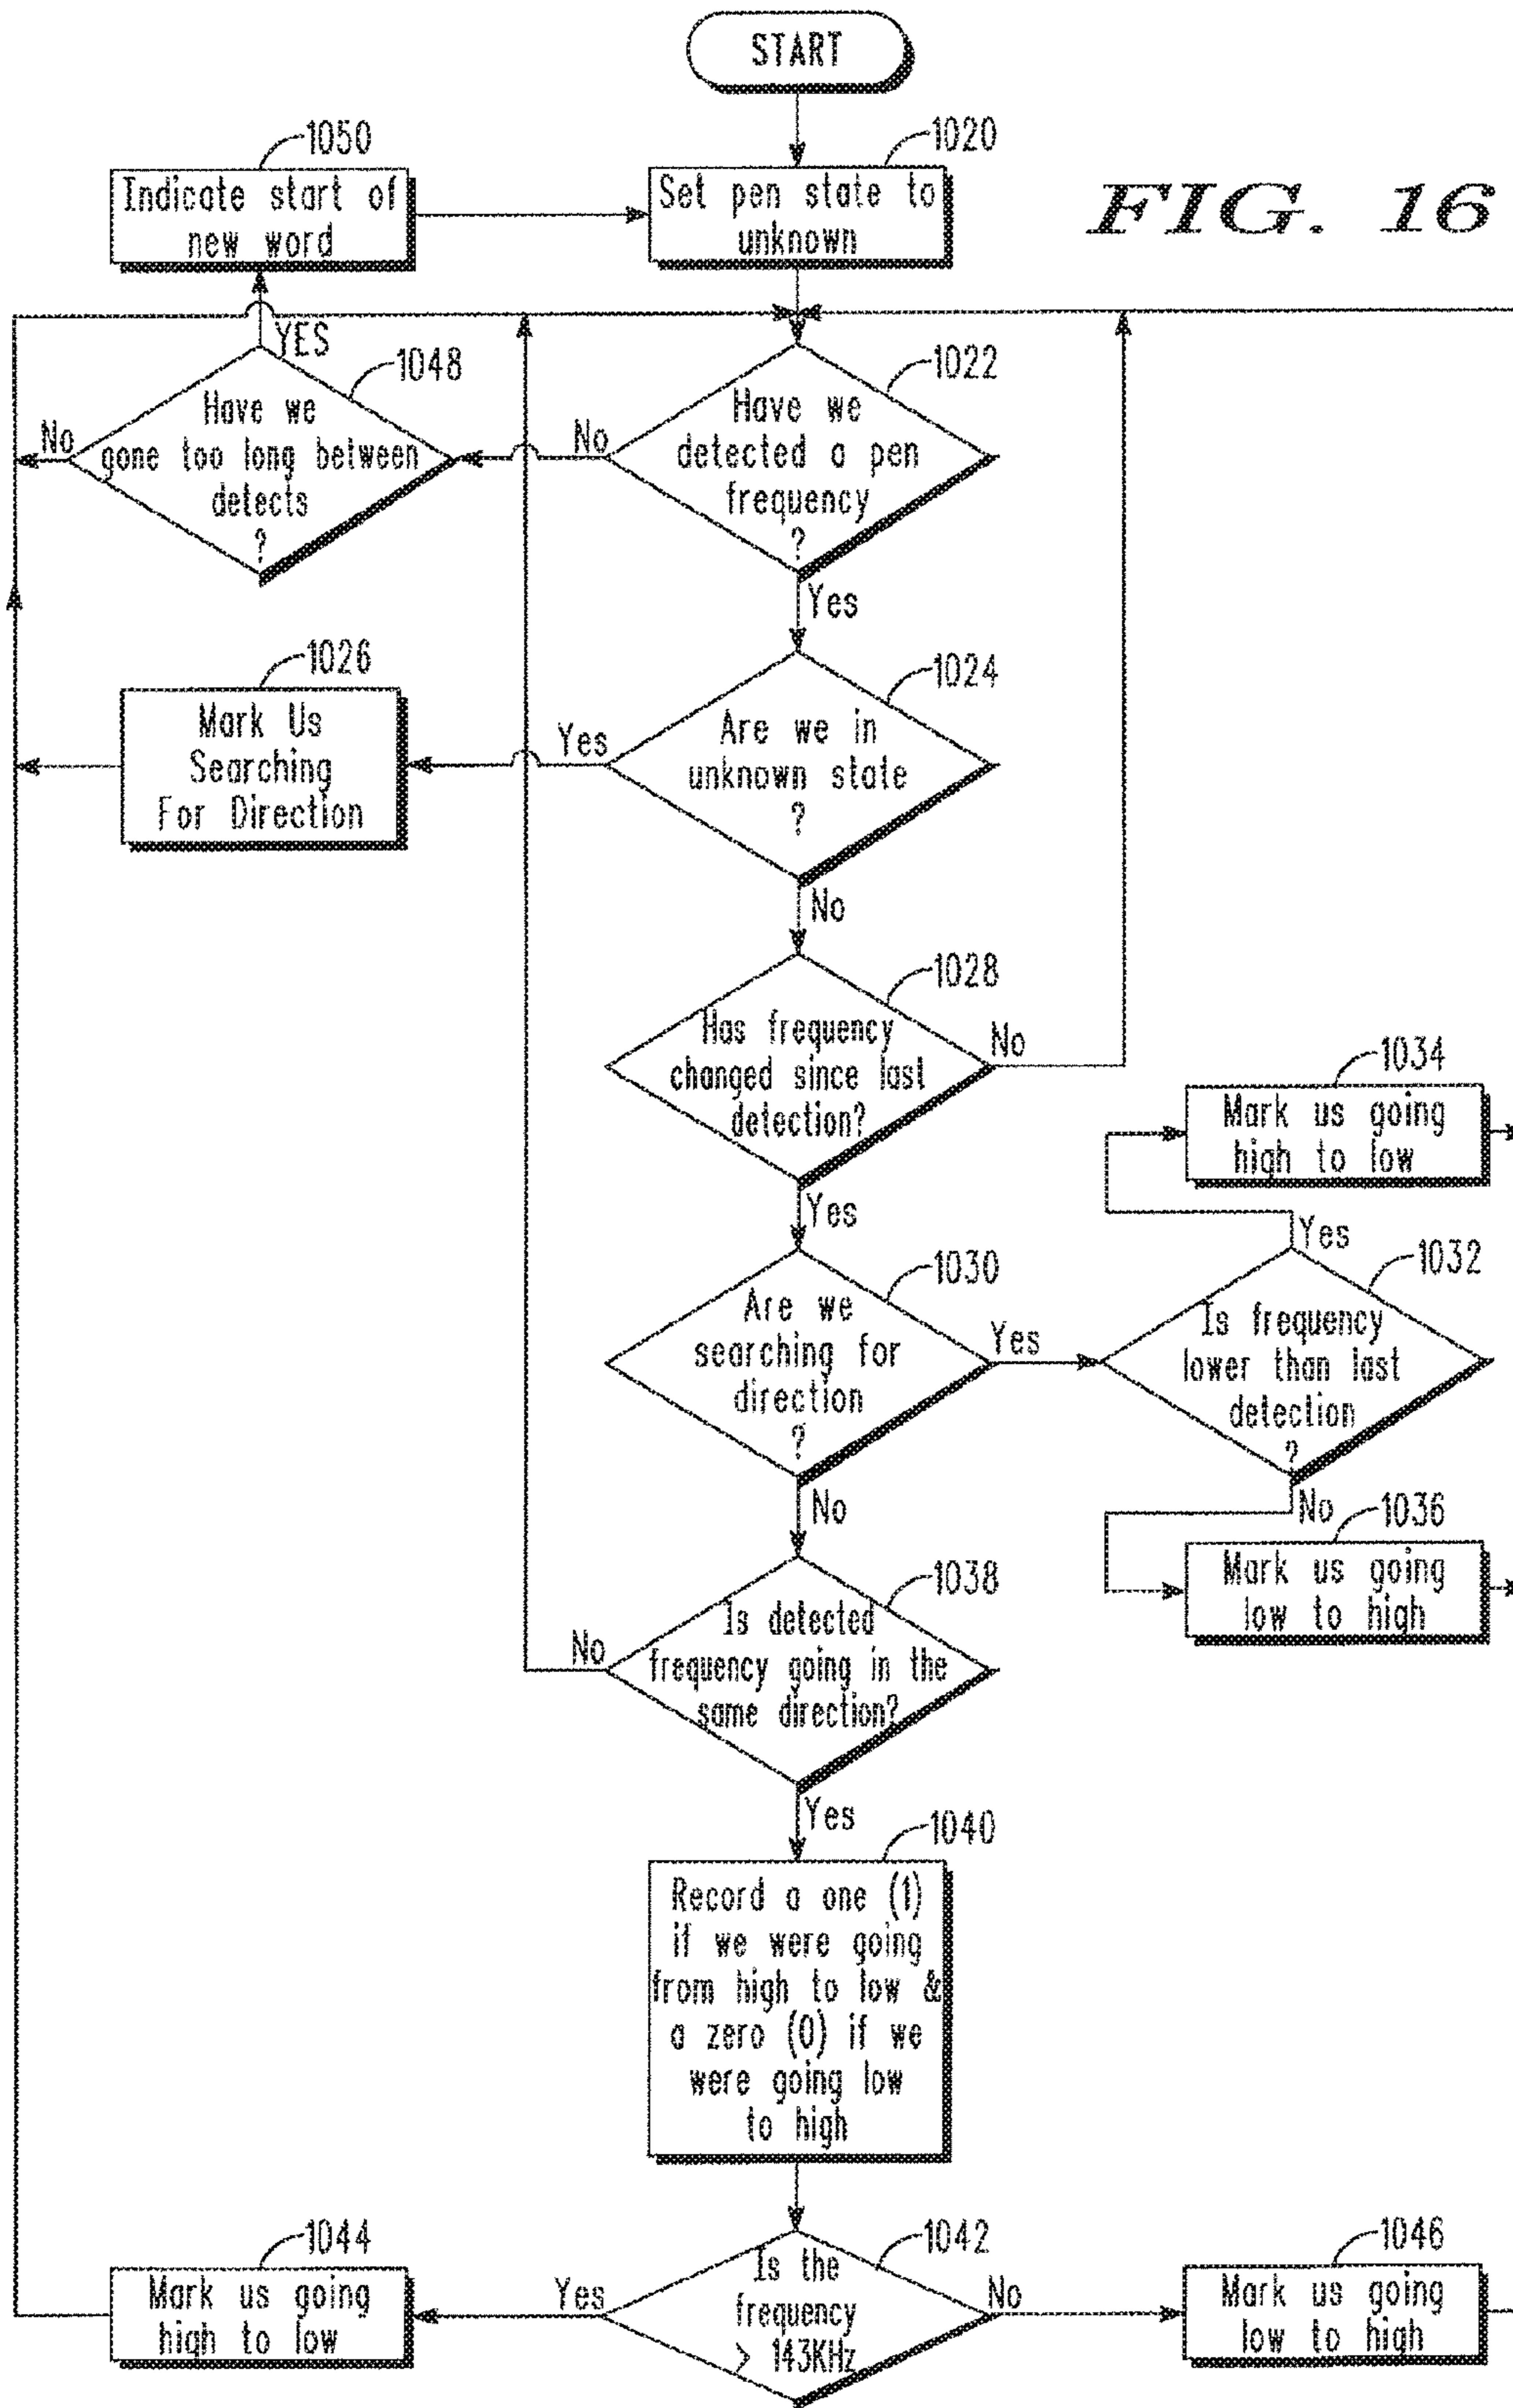 START
1050
1020
Indicate start of
new word
Set pen state to
unknown
FIG. 16
YES
1048
1022
Have we
gone too long between
detects
?
No
No
Have we
detected a pen
frequency
?
Yes
1026
1024
Mark Us
Searching
For Direction
Yes
Are we in
unknown state
?
No
1028
Has frequency
changed since last
detection?
No
1034
Mark us going
high to low
Yes
Yes
1030
1032
Are we
searching for
direction
?
Yes
Is frequency
lower than last
detection
?
No
No
1036
Mark us going
low to high
1038
Is detected
frequency going in the
same direction?
No
Yes
1040
Record a one (1)
if we were going
from high to low &
a zero (0) if we
were going low
to high
1044
1042
1046
Mark us going
high to low
Yes
Is the
frequency
> 143KHz
No
Mark us going
low to high